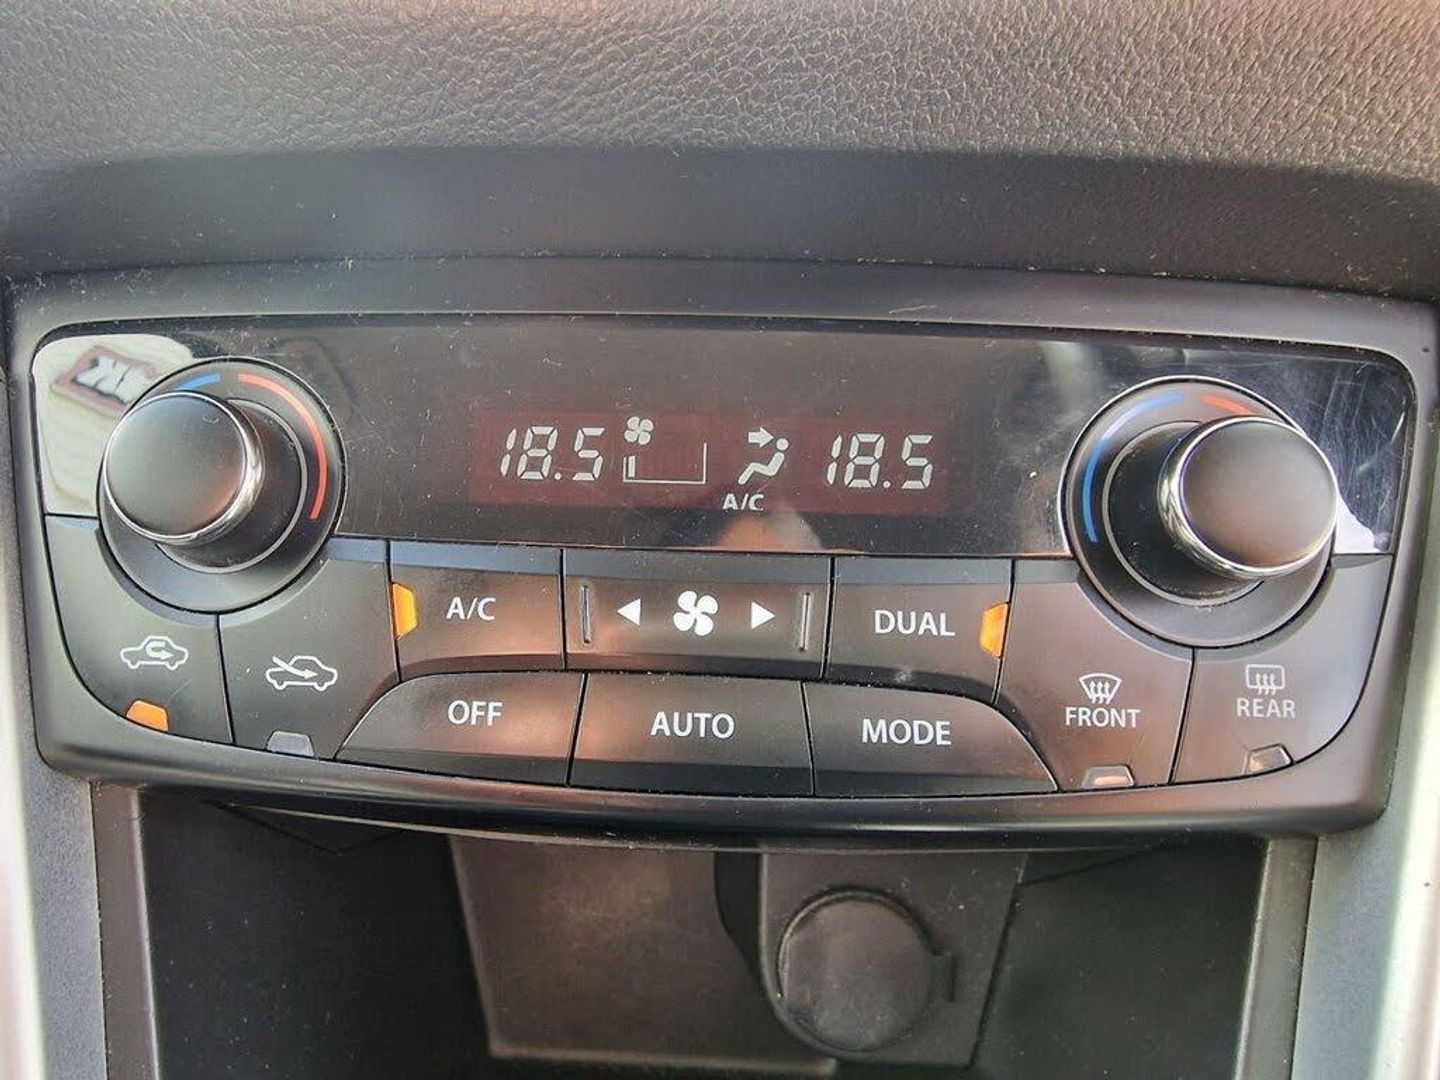 18.5 18.5
A/C
A/C DUAL
OFF AUTO MODE FRONT REAR